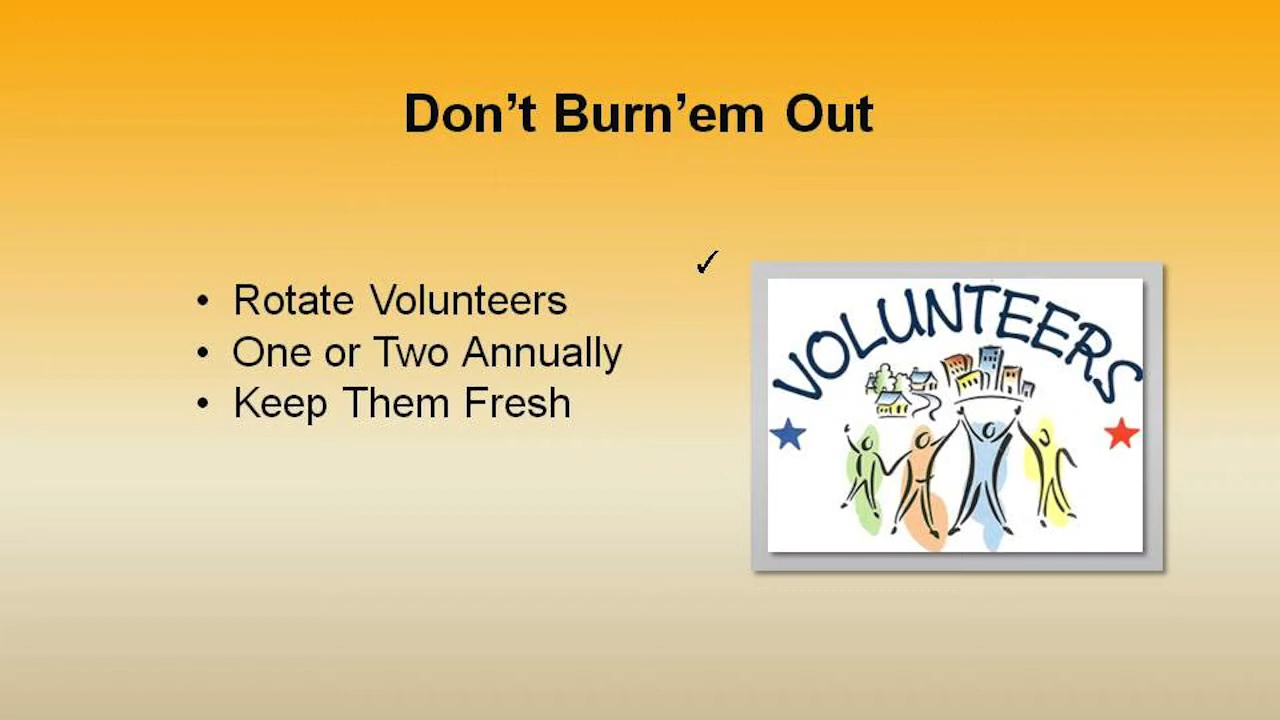 Don’t Burn’em Out
• Rotate Volunteers
• One or Two Annually
• Keep Them Fresh
✓
VOLUNTEERS